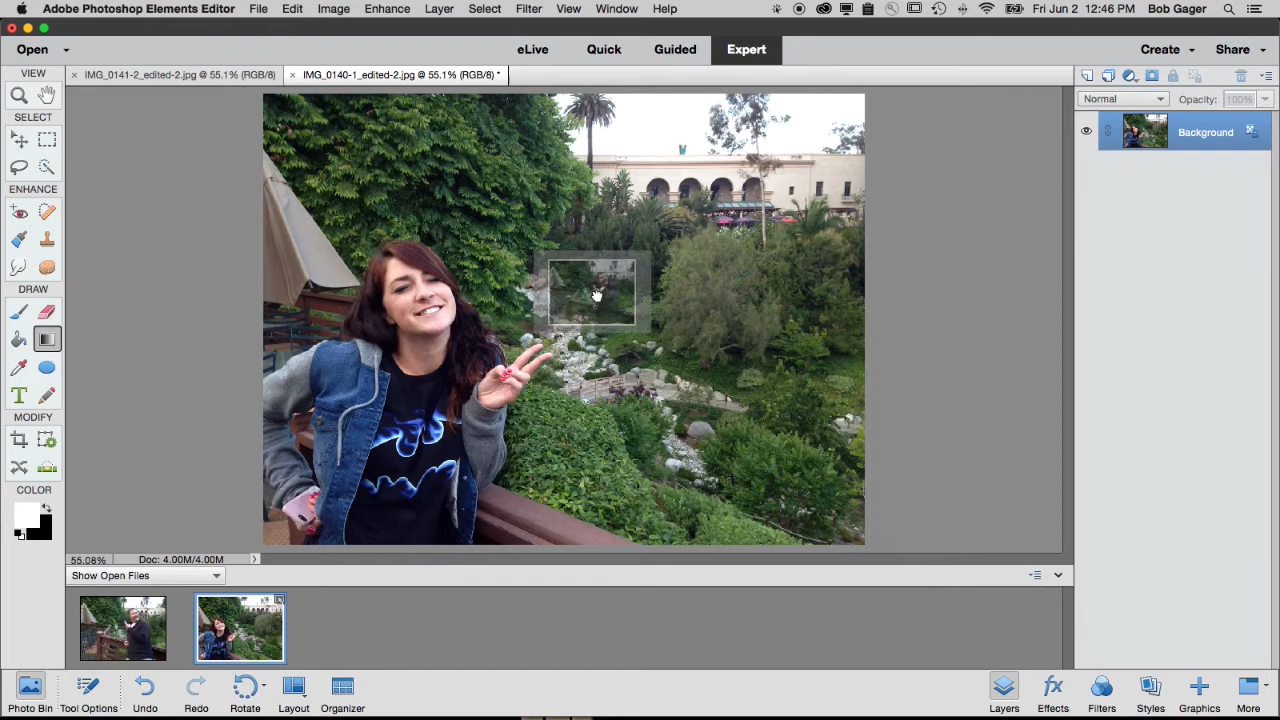 Adobe Photoshop Elements Editor File Edit Image Enhance Layer Select Filter View Window Help Fri Jun 2 12:46 PM Bob Gager
Open eLive Quick Guided Expert Create Share
VIEW
× IMG_0141-2_edited-2.jpg @ 55.1% (RGB/8) × IMG_0140-1_edited-2.jpg @ 55.1% (RGB/8) *
Normal Opacity: 100%
SELECT
Background
ENHANCE
DRAW
T
MODIFY
COLOR
55.08% Doc: 4.00M/4.00M
Show Open Files
Photo Bin Tool Options Undo Redo Rotate Layout Organizer Layers Effects Filters Styles Graphics More